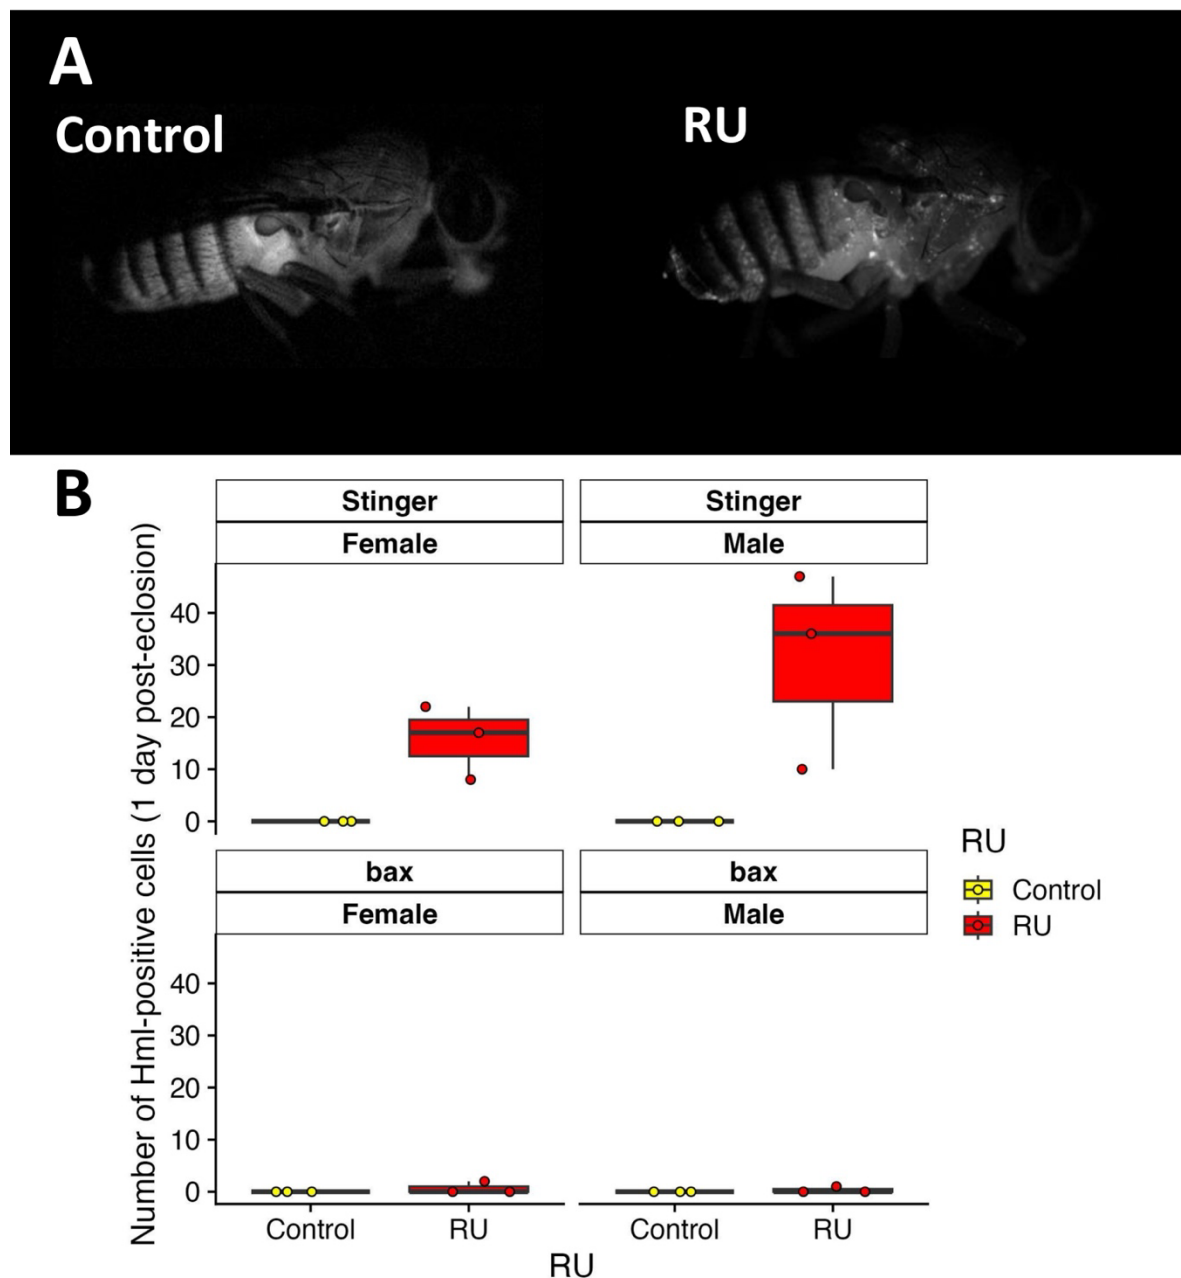 A
Control
RU
B
Stinger
Stinger
Female
Male
Number of Hml-positive cells (1 day post-eclosion)
40
30
20
10
0
bax
bax
Female
Male
40
30
20
10
0
Control
RU
Control
RU
RU
RU
Control
RU